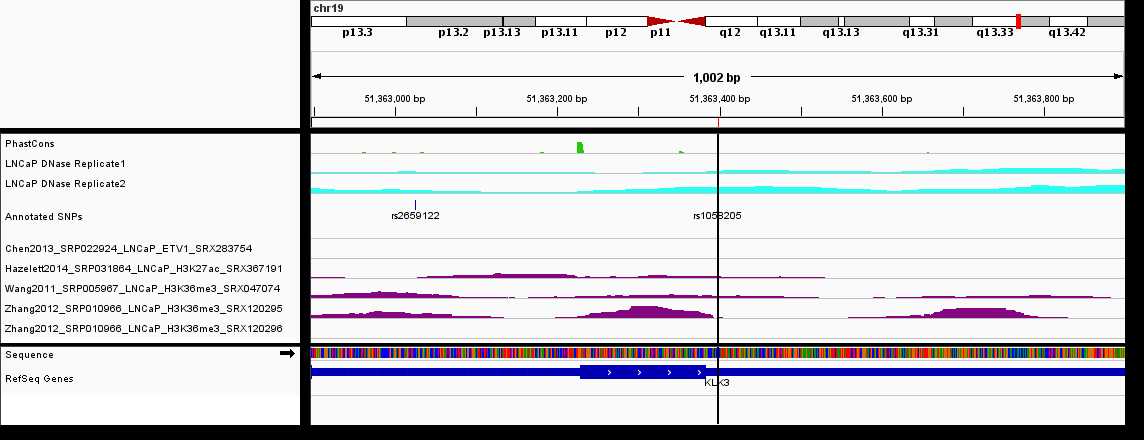 chr19
p13.3 p13.2 p13.13 p13.11 p12 p11 q12 q13.11 q13.13 q13.31 q13.33 q13.42
1,002 bp
51,363,000 bp 51,363,200 bp 51,363,400 bp 51,363,600 bp 51,363,800 bp
PhastCons
LNCaP DNase Replicate1
LNCaP DNase Replicate2
Annotated SNPs
rs2659122 rs1058205
Chen2013_SRP022924_LNCaP_ETV1_SRX283754
Hazelett2014_SRP031864_LNCaP_H3K27ac_SRX367191
Wang2011_SRP005967_LNCaP_H3K36me3_SRX047074
Zhang2012_SRP010966_LNCaP_H3K36me3_SRX120295
Zhang2012_SRP010966_LNCaP_H3K36me3_SRX120296
Sequence
RefSeq Genes
KLK3